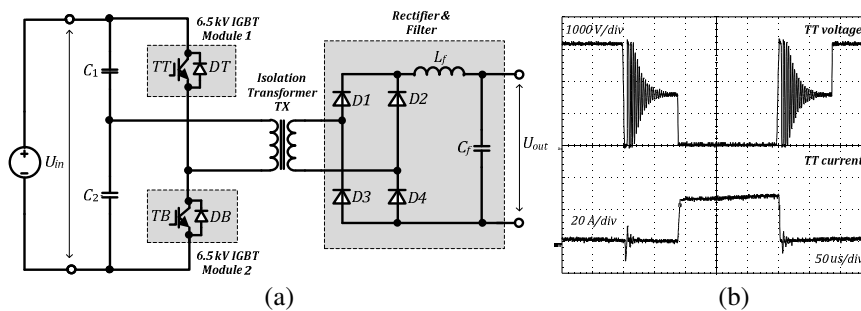 6.5 kV IGBT
Module 1
TT
DT
C1
Isolation
Transformer
TX
Uin
C2
TB
DB
6.5 kV IGBT
Module 2
Rectifier &
Filter
Lf
D1
D2
Cf
Uout
D3
D4
(a)
1000 V/div
TT voltage
TT current
20 A/div
50 us/div
(b)